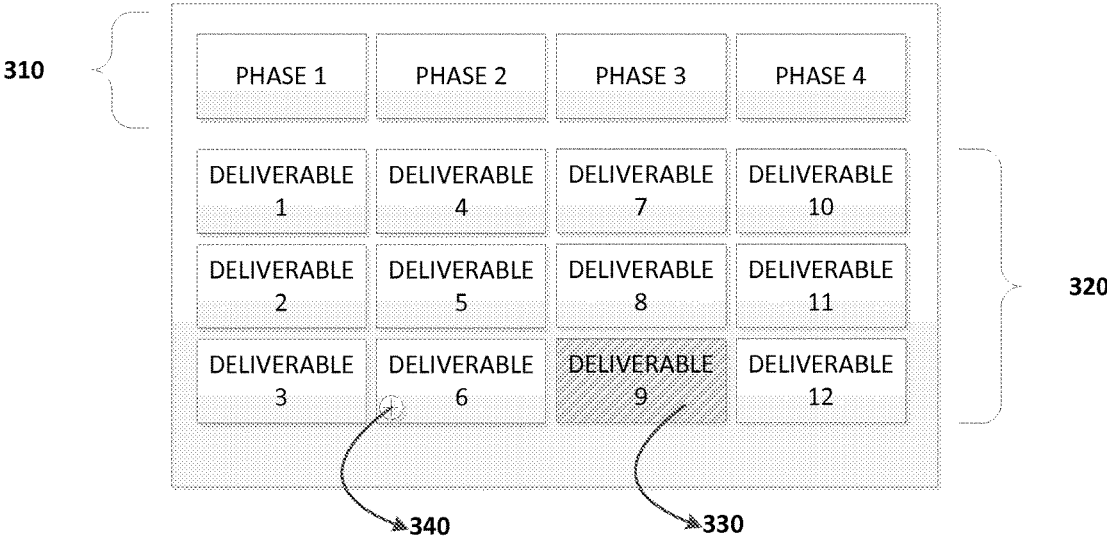 310
PHASE 1 PHASE 2 PHASE 3 PHASE 4
DELIVERABLE DELIVERABLE DELIVERABLE DELIVERABLE
1 4 7 10
DELIVERABLE DELIVERABLE DELIVERABLE DELIVERABLE
2 5 8 11
320
DELIVERABLE DELIVERABLE DELIVERABLE DELIVERABLE
3 6 9 12
340 330